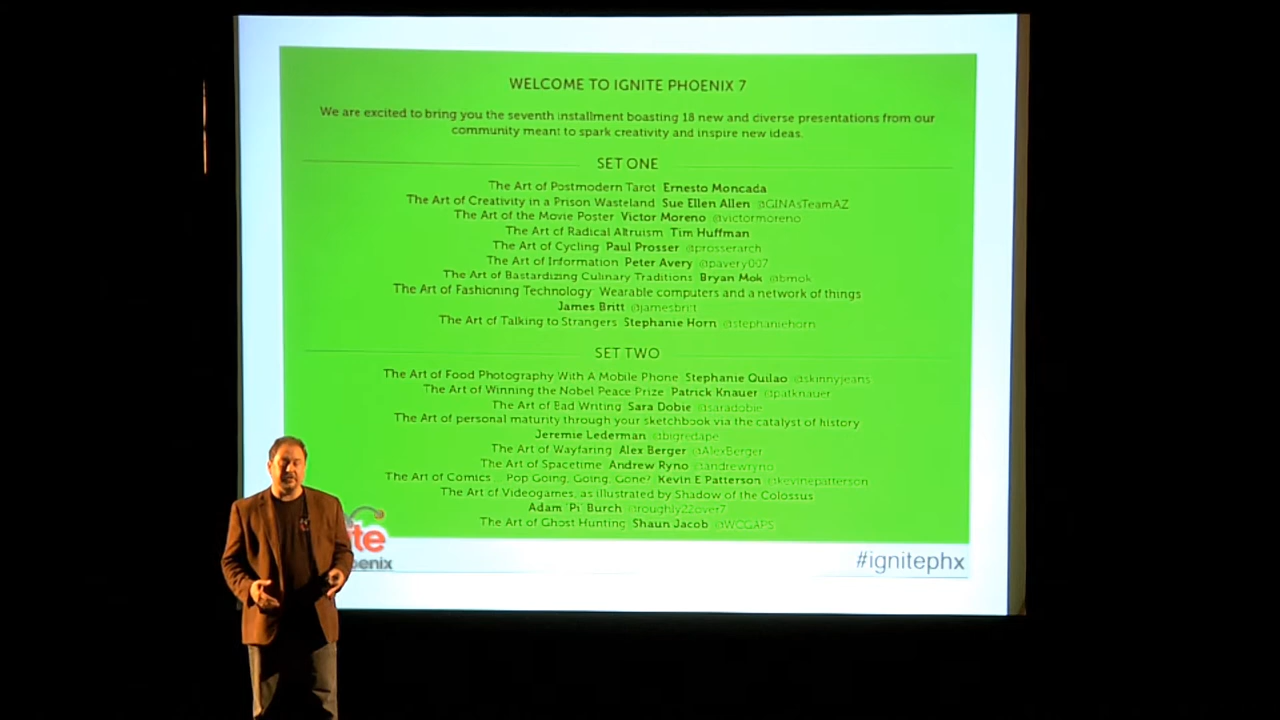 WELCOME TO IGNITE PHOENIX 7
We are excited to bring you the seventh installment boasting 18 new and diverse presentations from our
community meant to spark creativity and inspire new ideas.
SET ONE
The Art of Postmodern Tarot Ernesto Moncada
The Art of Creativity in a Prison Wasteland Sue Ellen Allen @GINAsTeamAZ
The Art of the Movie Poster Victor Moreno @victormoreno
The Art of Radical Altruism Tim Huffman
The Art of Cycling Paul Prosser @prosserarch
The Art of Information Peter Avery @pavery007
The Art of Bastardizing Culinary Traditions Bryan Mok @bmok
The Art of Fashioning Technology: Wearable computers and a network of things
James Britt @jamesbritt
The Art of Talking to Strangers Stephanie Horn @stephaniehorn
SET TWO
The Art of Food Photography With A Mobile Phone Stephanie Quilao @skinnyjeans
The Art of Winning the Nobel Peace Prize Patrick Knauer @patknauer
The Art of Bad Writing Sara Dobie @saradobie
The Art of personal maturity through your sketchbook via the catalyst of history
Jeremie Lederman @bigredape
The Art of Wayfaring Alex Berger @AlexBerger
The Art of Spacetime Andrew Ryno @andrewryno
The Art of Comics... Pop Going, Going, Gone? Kevin E Patterson @kevinepatterson
The Art of Videogames, as illustrated by Shadow of the Colossus
Adam 'Pi' Burch @roughly22over7
The Art of Ghost Hunting Shaun Jacob @WCGAPS
ite
oenix
#ignitephx